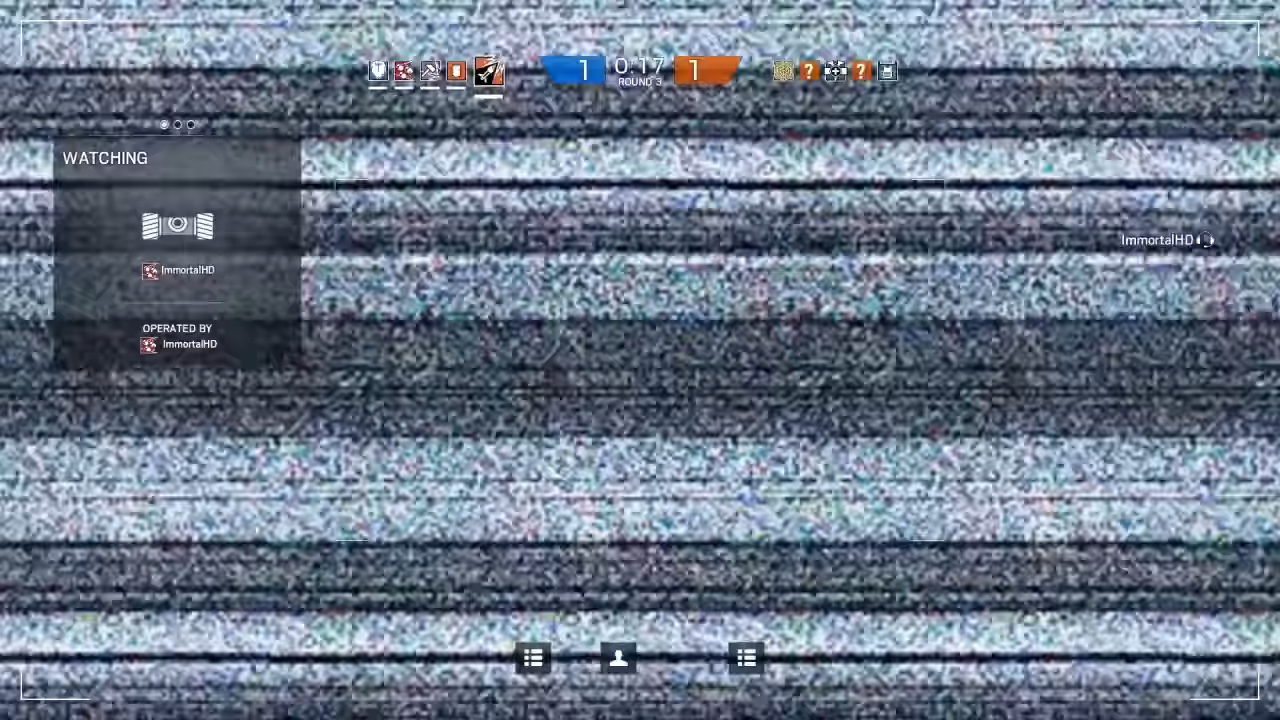 1 0:17 1
ROUND 3
? ?
WATCHING
ImmortalHD
ImmortalHD
OPERATED BY
ImmortalHD